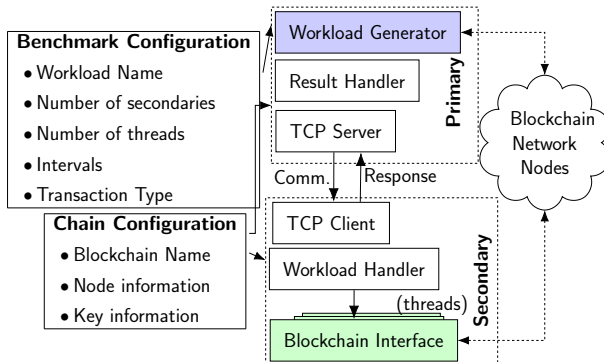 Benchmark Configuration
• Workload Name
• Number of secondaries
• Number of threads
• Intervals
• Transaction Type
Chain Configuration
• Blockchain Name
• Node information
• Key information
Workload Generator
Result Handler
TCP Server
Primary
Comm.
Response
TCP Client
Workload Handler
(threads)
Blockchain Interface
Secondary
Blockchain
Network
Nodes